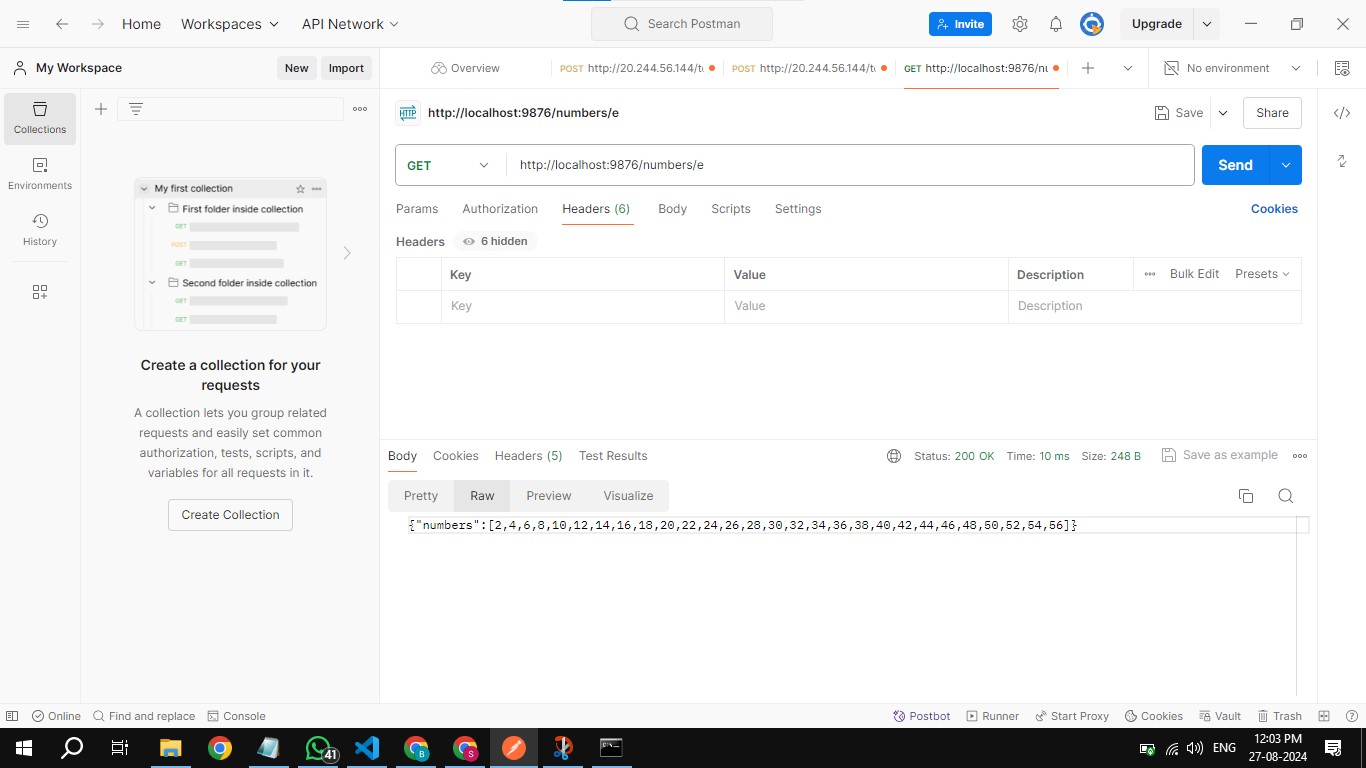 Home Workspaces API Network Search Postman Invite Upgrade
My Workspace New Import Overview POST http://20.244.56.144/t POST http://20.244.56.144/t GET http://localhost:9876/nu No environment
Collections
Environments
History
My first collection
First folder inside collection
GET
POST
GET
Second folder inside collection
GET
GET
Create a collection for your
requests
A collection lets you group related
requests and easily set common
authorization, tests, scripts, and
variables for all requests in it.
Create Collection
HTTP http://localhost:9876/numbers/e Save Share
GET http://localhost:9876/numbers/e Send
Params Authorization Headers (6) Body Scripts Settings Cookies
Headers 6 hidden
Key Value Description Bulk Edit Presets
Key Value Description
Body Cookies Headers (5) Test Results Status: 200 OK Time: 10 ms Size: 248 B Save as example
Pretty Raw Preview Visualize
{"numbers":[2,4,6,8,10,12,14,16,18,20,22,24,26,28,30,32,34,36,38,40,42,44,46,48,50,52,54,56]}
Online Find and replace Console Postbot Runner Start Proxy Cookies Vault Trash
41 B S ENG 12:03 PM
27-08-2024